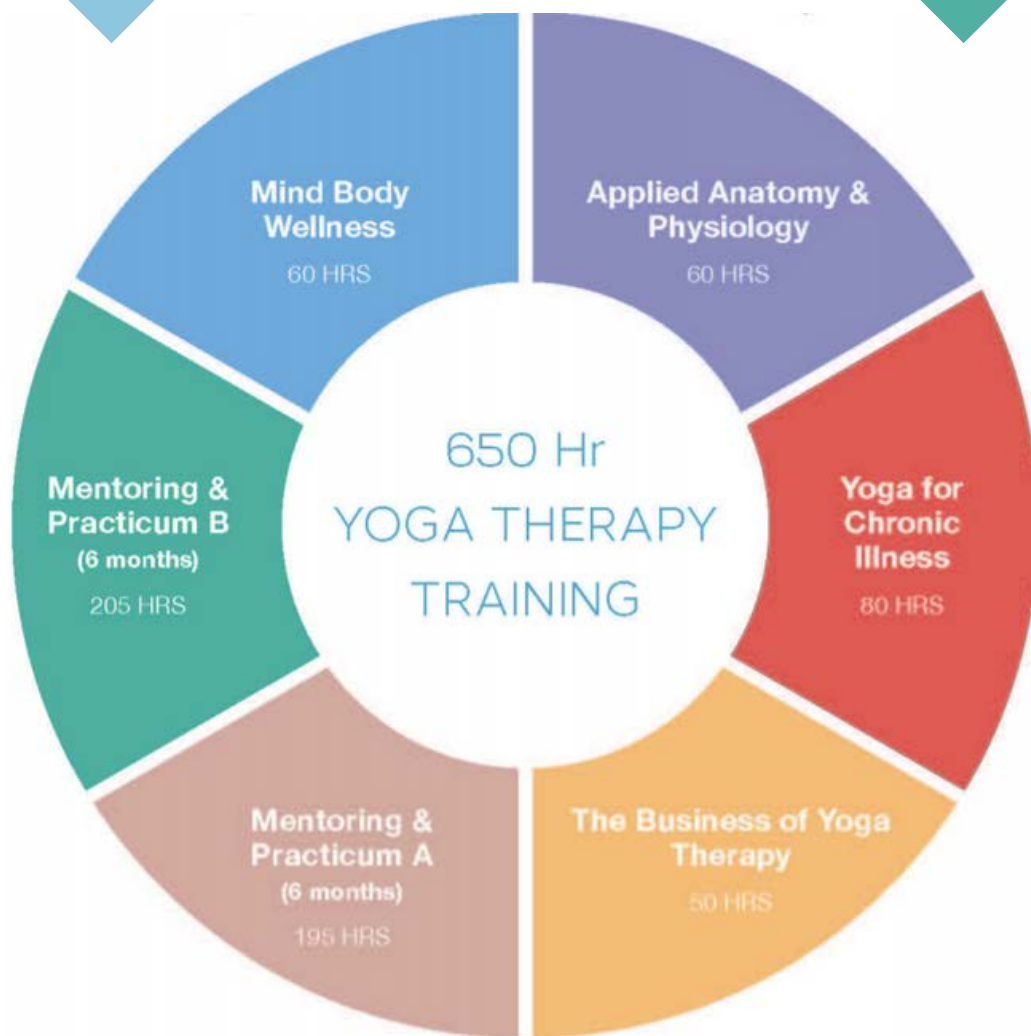 Mind Body
Wellness
60 HRS
Applied Anatomy &
Physiology
60 HRS
650 Hr
YOGA THERAPY
TRAINING
Mentoring &
Practicum B
(6 months)
205 HRS
Yoga for
Chronic
Illness
80 HRS
Mentoring &
Practicum A
(6 months)
195 HRS
The Business of Yoga
Therapy
50 HRS